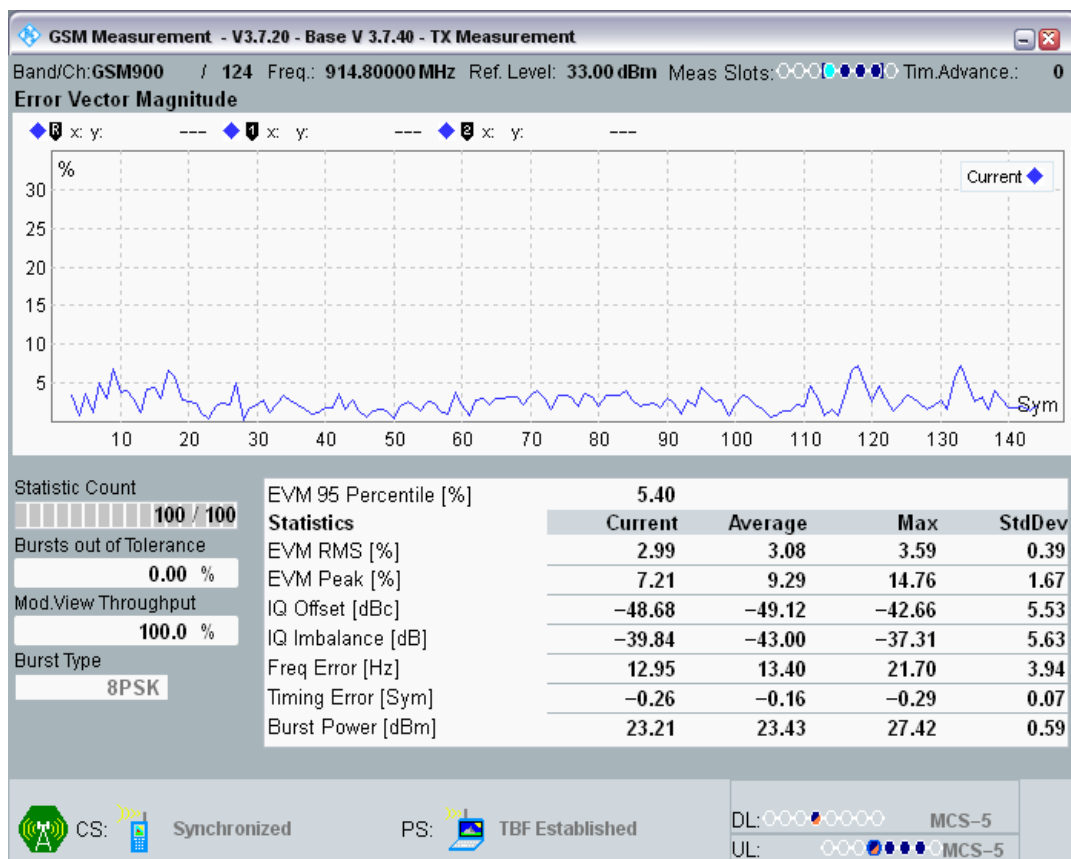 GSM Measurement - V3.7.20 - Base V 3.7.40 - TX Measurement
Band/Ch:GSM900 / 124 Freq.: 914.80000 MHz Ref. Level: 33.00 dBm Meas Slots: Tim.Advance.: 0
Error Vector Magnitude
R x: y: --- 1 x: y: --- 2 x: y: ---
%
Current
30
25
20
15
10
5
Sym
10 20 30 40 50 60 70 80 90 100 110 120 130 140
Statistic Count
100 / 100
Bursts out of Tolerance
0.00 %
Mod.View Throughput
100.0 %
Burst Type
8PSK
EVM 95 Percentile [%] 5.40
Statistics Current Average Max StdDev
EVM RMS [%] 2.99 3.08 3.59 0.39
EVM Peak [%] 7.21 9.29 14.76 1.67
IQ Offset [dBc] −48.68 −49.12 −42.66 5.53
IQ Imbalance [dB] −39.84 −43.00 −37.31 5.63
Freq Error [Hz] 12.95 13.40 21.70 3.94
Timing Error [Sym] −0.26 −0.16 −0.29 0.07
Burst Power [dBm] 23.21 23.43 27.42 0.59
CS: Synchronized PS: TBF Established
DL: MCS−5
UL: MCS−5